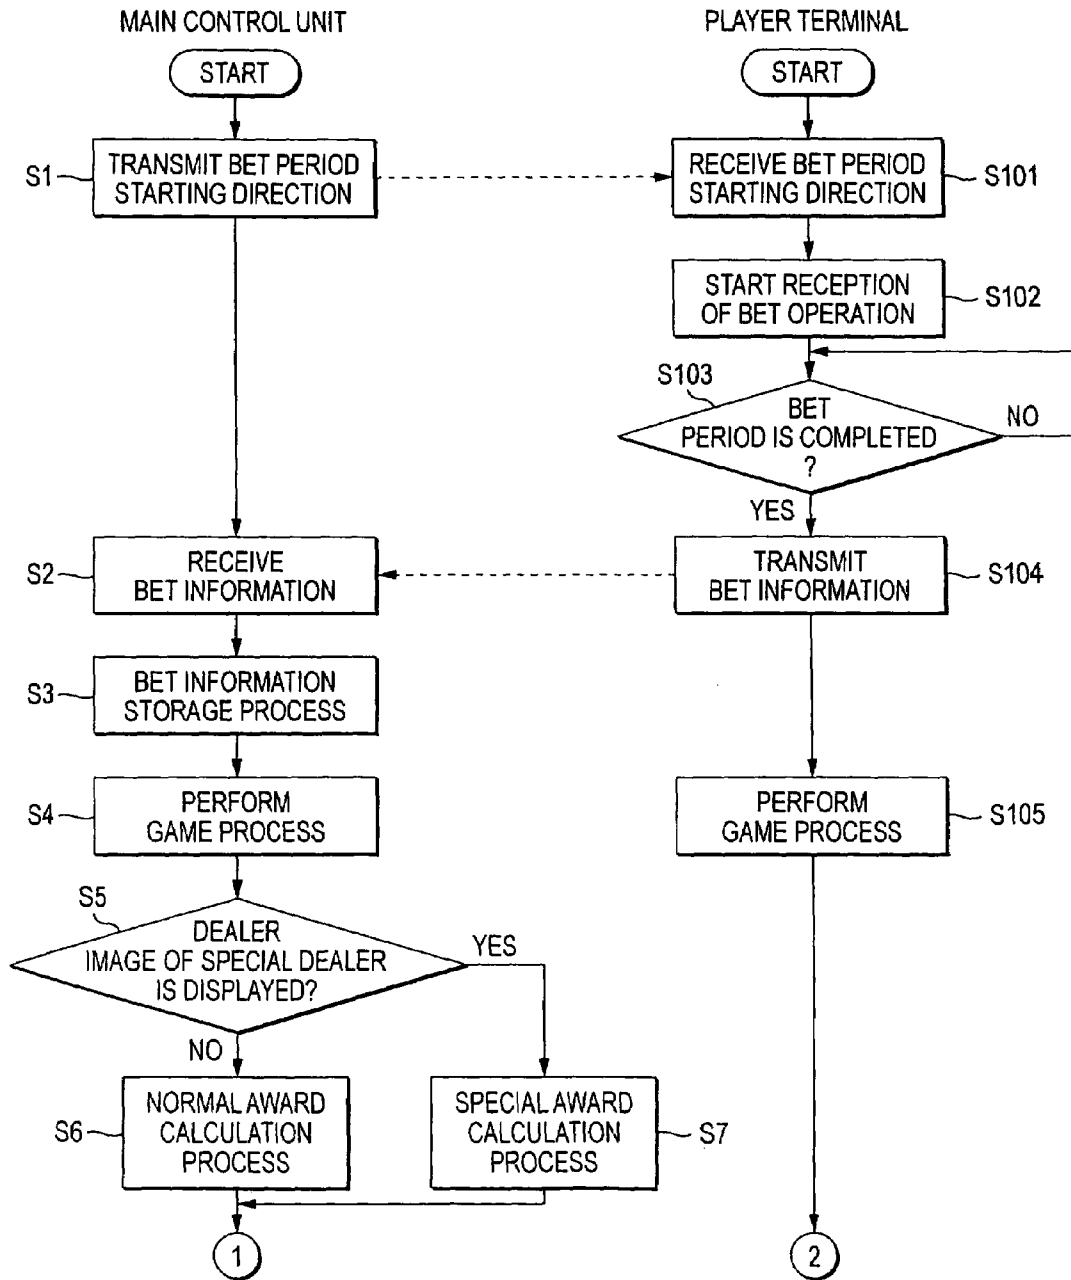 MAIN CONTROL UNIT
START
S1
TRANSMIT BET PERIOD
STARTING DIRECTION
S2
RECEIVE
BET INFORMATION
S3
BET INFORMATION
STORAGE PROCESS
S4
PERFORM
GAME PROCESS
S5
DEALER
IMAGE OF SPECIAL DEALER
IS DISPLAYED?
YES
NO
S6
NORMAL AWARD
CALCULATION
PROCESS
SPECIAL AWARD
CALCULATION
PROCESS
S7
1
PLAYER TERMINAL
START
RECEIVE BET PERIOD
STARTING DIRECTION
S101
START RECEPTION
OF BET OPERATION
S102
S103
BET
PERIOD IS COMPLETED
?
NO
YES
TRANSMIT
BET INFORMATION
S104
PERFORM
GAME PROCESS
S105
2